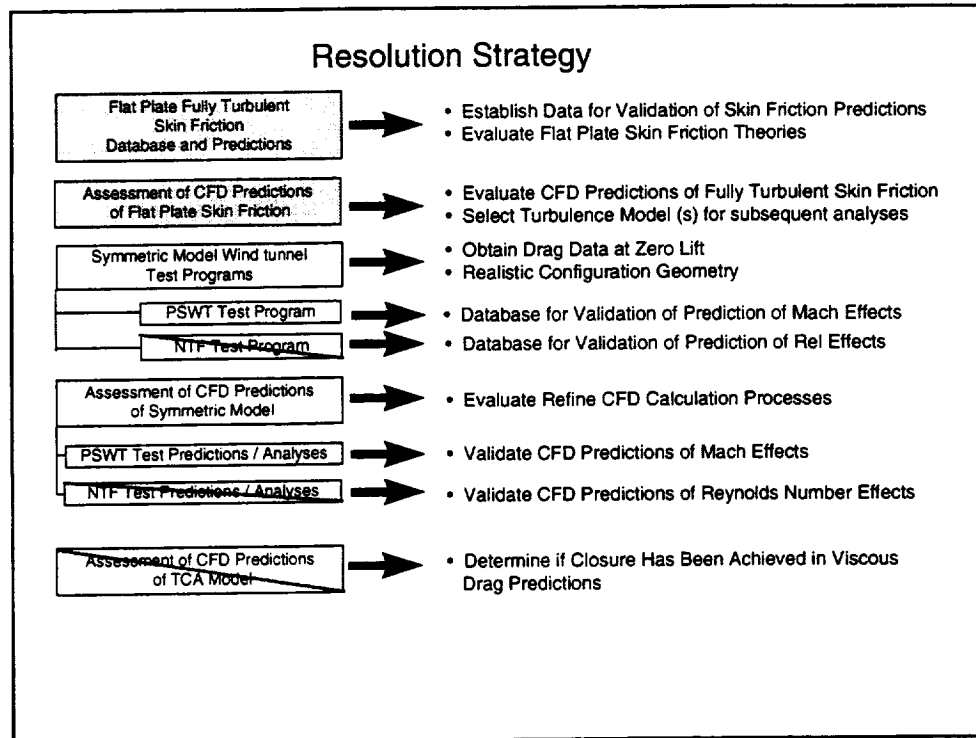 Resolution Strategy
Flat Plate Fully Turbulent
Skin Friction
Database and Predictions
• Establish Data for Validation of Skin Friction Predictions
• Evaluate Flat Plate Skin Friction Theories
Assessment of CFD Predictions
of Flat Plate Skin Friction
• Evaluate CFD Predictions of Fully Turbulent Skin Friction
• Select Turbulence Model (s) for subsequent analyses
Symmetric Model Wind tunnel
Test Programs
• Obtain Drag Data at Zero Lift
• Realistic Configuration Geometry
PSWT Test Program
• Database for Validation of Prediction of Mach Effects
NTF Test Program
• Database for Validation of Prediction of Rel Effects
Assessment of CFD Predictions
of Symmetric Model
• Evaluate Refine CFD Calculation Processes
PSWT Test Predictions / Analyses
• Validate CFD Predictions of Mach Effects
NTF Test Predictions / Analyses
• Validate CFD Predictions of Reynolds Number Effects
Assessment of CFD Predictions
of TCA Model
• Determine if Closure Has Been Achieved in Viscous
Drag Predictions